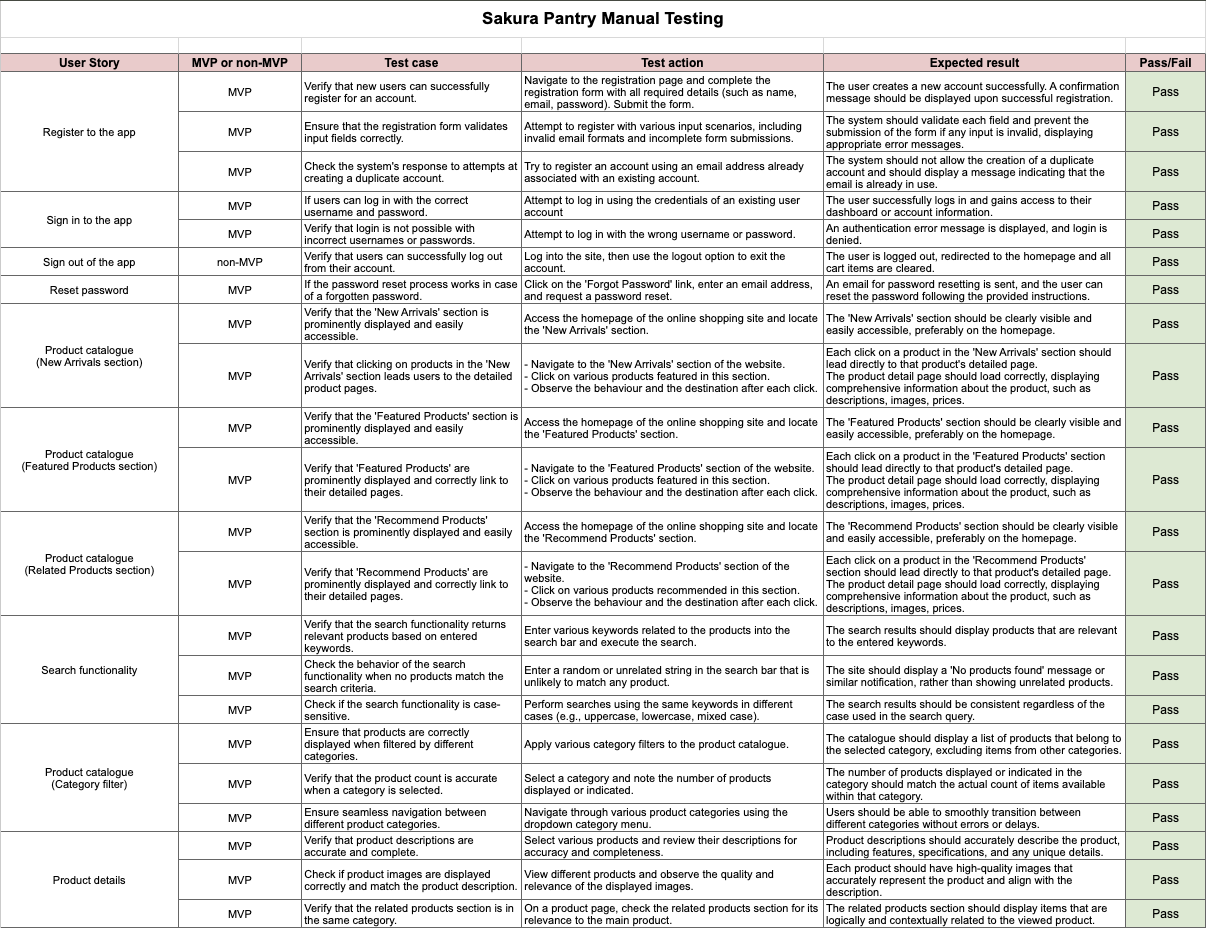 Sakura Pantry Manual Testing
User Story
MVP or non-MVP
Test case
Test action
Expected result
Pass/Fail
Register to the app
MVP
Verify that new users can successfully
register for an account.
Navigate to the registration page and complete the
registration form with all required details (such as name,
email, password). Submit the form.
The user creates a new account successfully. A confirmation
message should be displayed upon successful registration.
Pass
MVP
Ensure that the registration form validates
input fields correctly.
Attempt to register with various input scenarios, including
invalid email formats and incomplete form submissions.
The system should validate each field and prevent the
submission of the form if any input is invalid, displaying
appropriate error messages.
Pass
MVP
Check the system's response to attempts at
creating a duplicate account.
Try to register an account using an email address already
associated with an existing account.
The system should not allow the creation of a duplicate
account and should display a message indicating that the
email is already in use.
Pass
Sign in to the app
MVP
If users can log in with the correct
username and password.
Attempt to log in using the credentials of an existing user
account
The user successfully logs in and gains access to their
dashboard or account information.
Pass
MVP
Verify that login is not possible with
incorrect usernames or passwords.
Attempt to log in with the wrong username or password.
An authentication error message is displayed, and login is
denied.
Pass
Sign out of the app
non-MVP
Verify that users can successfully log out
from their account.
Log into the site, then use the logout option to exit the
account.
The user is logged out, redirected to the homepage and all
cart items are cleared.
Pass
Reset password
MVP
If the password reset process works in case
of a forgotten password.
Click on the 'Forgot Password' link, enter an email address,
and request a password reset.
An email for password resetting is sent, and the user can
reset the password following the provided instructions.
Pass
Product catalogue
(New Arrivals section)
MVP
Verify that the 'New Arrivals' section is
prominently displayed and easily
accessible.
Access the homepage of the online shopping site and locate
the 'New Arrivals' section.
The 'New Arrivals' section should be clearly visible and
easily accessible, preferably on the homepage.
Pass
MVP
Verify that clicking on products in the 'New
Arrivals' section leads users to the detailed
product pages.
- Navigate to the 'New Arrivals' section of the website.
- Click on various products featured in this section.
- Observe the behaviour and the destination after each click.
Each click on a product in the 'New Arrivals' section should
lead directly to that product's detailed page.
The product detail page should load correctly, displaying
comprehensive information about the product, such as
descriptions, images, prices.
Pass
Product catalogue
(Featured Products section)
MVP
Verify that the 'Featured Products' section is
prominently displayed and easily
accessible.
Access the homepage of the online shopping site and locate
the 'Featured Products' section.
The 'Featured Products' section should be clearly visible and
easily accessible, preferably on the homepage.
Pass
MVP
Verify that 'Featured Products' are
prominently displayed and correctly link to
their detailed pages.
- Navigate to the 'Featured Products' section of the website.
- Click on various products featured in this section.
- Observe the behaviour and the destination after each click.
Each click on a product in the 'Featured Products' section
should lead directly to that product's detailed page.
The product detail page should load correctly, displaying
comprehensive information about the product, such as
descriptions, images, prices.
Pass
Product catalogue
(Related Products section)
MVP
Verify that the 'Recommend Products'
section is prominently displayed and easily
accessible.
Access the homepage of the online shopping site and locate
the 'Recommend Products' section.
The 'Recommend Products' section should be clearly visible
and easily accessible, preferably on the homepage.
Pass
MVP
Verify that 'Recommend Products' are
prominently displayed and correctly link to
their detailed pages.
- Navigate to the 'Recommend Products' section of the
website.
- Click on various products recommended in this section.
- Observe the behaviour and the destination after each click.
Each click on a product in the 'Recommend Products'
section should lead directly to that product's detailed page.
The product detail page should load correctly, displaying
comprehensive information about the product, such as
descriptions, images, prices.
Pass
Search functionality
MVP
Verify that the search functionality returns
relevant products based on entered
keywords.
Enter various keywords related to the products into the
search bar and execute the search.
The search results should display products that are relevant
to the entered keywords.
Pass
MVP
Check the behavior of the search
functionality when no products match the
search criteria.
Enter a random or unrelated string in the search bar that is
unlikely to match any product.
The site should display a 'No products found' message or
similar notification, rather than showing unrelated products.
Pass
MVP
Check if the search functionality is case-
sensitive.
Perform searches using the same keywords in different
cases (e.g., uppercase, lowercase, mixed case).
The search results should be consistent regardless of the
case used in the search query.
Pass
Product catalogue
(Category filter)
MVP
Ensure that products are correctly
displayed when filtered by different
categories.
Apply various category filters to the product catalogue.
The catalogue should display a list of products that belong to
the selected category, excluding items from other categories.
Pass
MVP
Verify that the product count is accurate
when a category is selected.
Select a category and note the number of products
displayed or indicated.
The number of products displayed or indicated in the
category should match the actual count of items available
within that category.
Pass
MVP
Ensure seamless navigation between
different product categories.
Navigate through various product categories using the
dropdown category menu.
Users should be able to smoothly transition between
different categories without errors or delays.
Pass
Product details
MVP
Verify that product descriptions are
accurate and complete.
Select various products and review their descriptions for
accuracy and completeness.
Product descriptions should accurately describe the product,
including features, specifications, and any unique details.
Pass
MVP
Check if product images are displayed
correctly and match the product description.
View different products and observe the quality and
relevance of the displayed images.
Each product should have high-quality images that
accurately represent the product and align with the
description.
Pass
MVP
Verify that the related products section is in
the same category.
On a product page, check the related products section for its
relevance to the main product.
The related products section should display items that are
logically and contextually related to the viewed product.
Pass